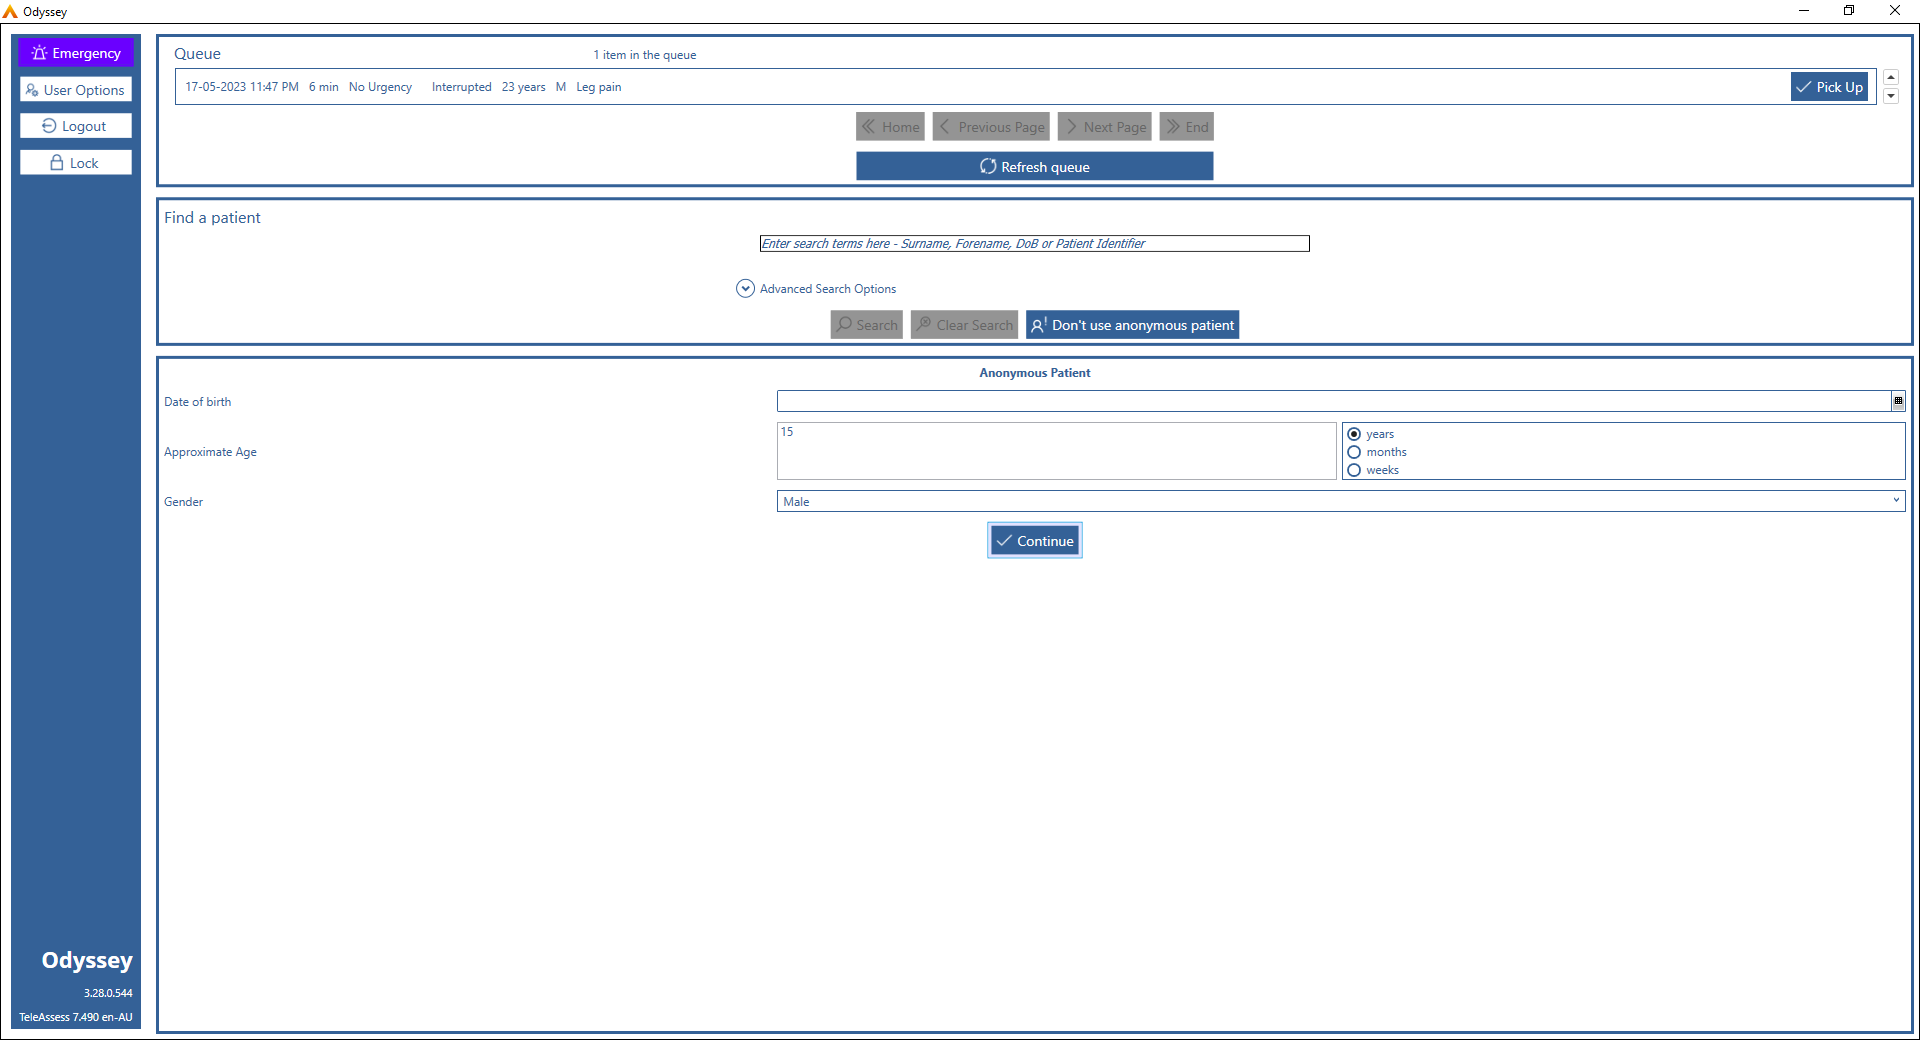 Odyssey
Emergency
User Options
Logout
Lock
Queue
1 item in the queue
17-05-2023 11:47 PM 6 min No Urgency Interrupted 23 years M Leg pain
Pick Up
Home Previous Page Next Page End
Refresh queue
Find a patient
Enter search terms here - Surname, Forename, DoB or Patient Identifier
Advanced Search Options
Search Clear Search Don't use anonymous patient
Anonymous Patient
Date of birth
Approximate Age
15
years
months
weeks
Gender
Male
Continue
Odyssey
3.28.0.544
TeleAssess 7.490 en-AU